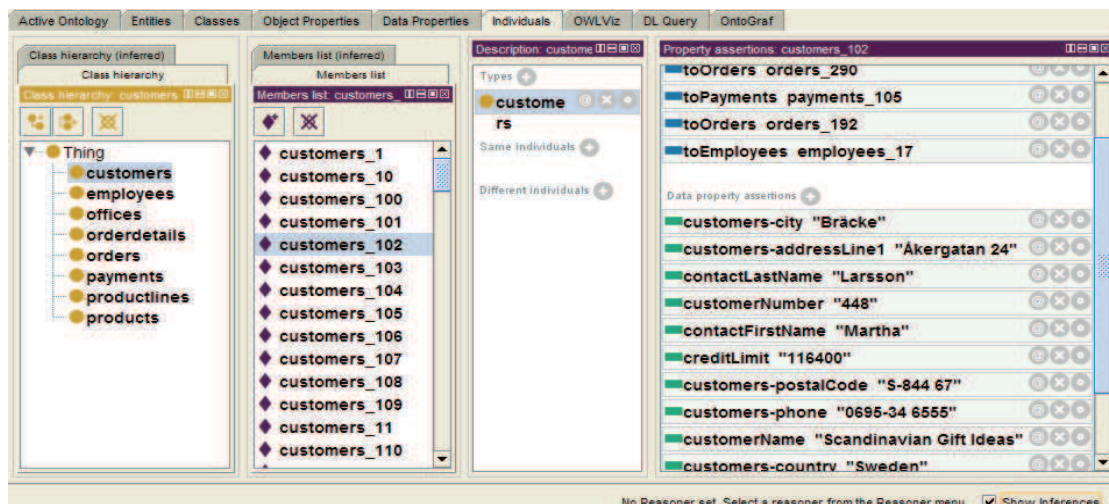 Active Ontology Entities Classes Object Properties Data Properties Individuals OWLViz DL Query OntoGraf
Class hierarchy (inferred)
Class hierarchy
Class hierarchy: customers
Thing
customers
employees
offices
orderdetails
orders
payments
productlines
products
Members list (inferred)
Members list
Members list: customers_
customers_1
customers_10
customers_100
customers_101
customers_102
customers_103
customers_104
customers_105
customers_106
customers_107
customers_108
customers_109
customers_11
customers_110
Description: custome
Types
custome
rs
Same individuals
Different individuals
Property assertions: customers_102
toOrders orders_290
toPayments payments_105
toOrders orders_192
toEmployees employees_17
Data property assertions
customers-city "Bräcke"
customers-addressLine1 "Åkergatan 24"
contactLastName "Larsson"
customerNumber "448"
contactFirstName "Martha"
creditLimit "116400"
customers-postalCode "S-844 67"
customers-phone "0695-34 6555"
customerName "Scandinavian Gift Ideas"
customers-country "Sweden"
No Reasoner set. Select a reasoner from the Reasoner menu Show Inferences